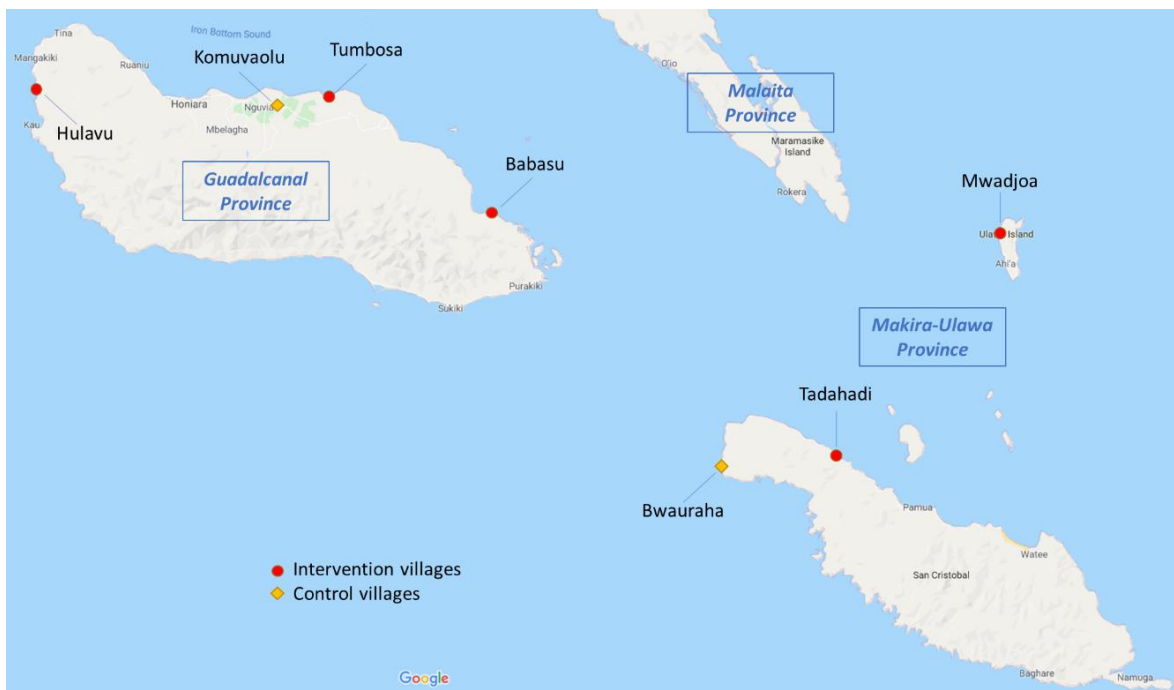 Tina
Iron Bottom Sound
Mangakiki
Ruaniu
Komuvaolu
Tumbosa
O'io
Malaita
Province
Honiara
Nguvia
Kau
Hulavu
Mbelagha
Maramasike
Island
Guadalcanal
Province
Babasu
Rokera
Mwadjoa
Island
Ahi'a
Purakiki
Sukiki
Makira-Ulawa
Province
Tadahadi
Bwauraha
Pamua
Watee
San Cristobal
Intervention villages
Control villages
Baghare
Namuga
Google